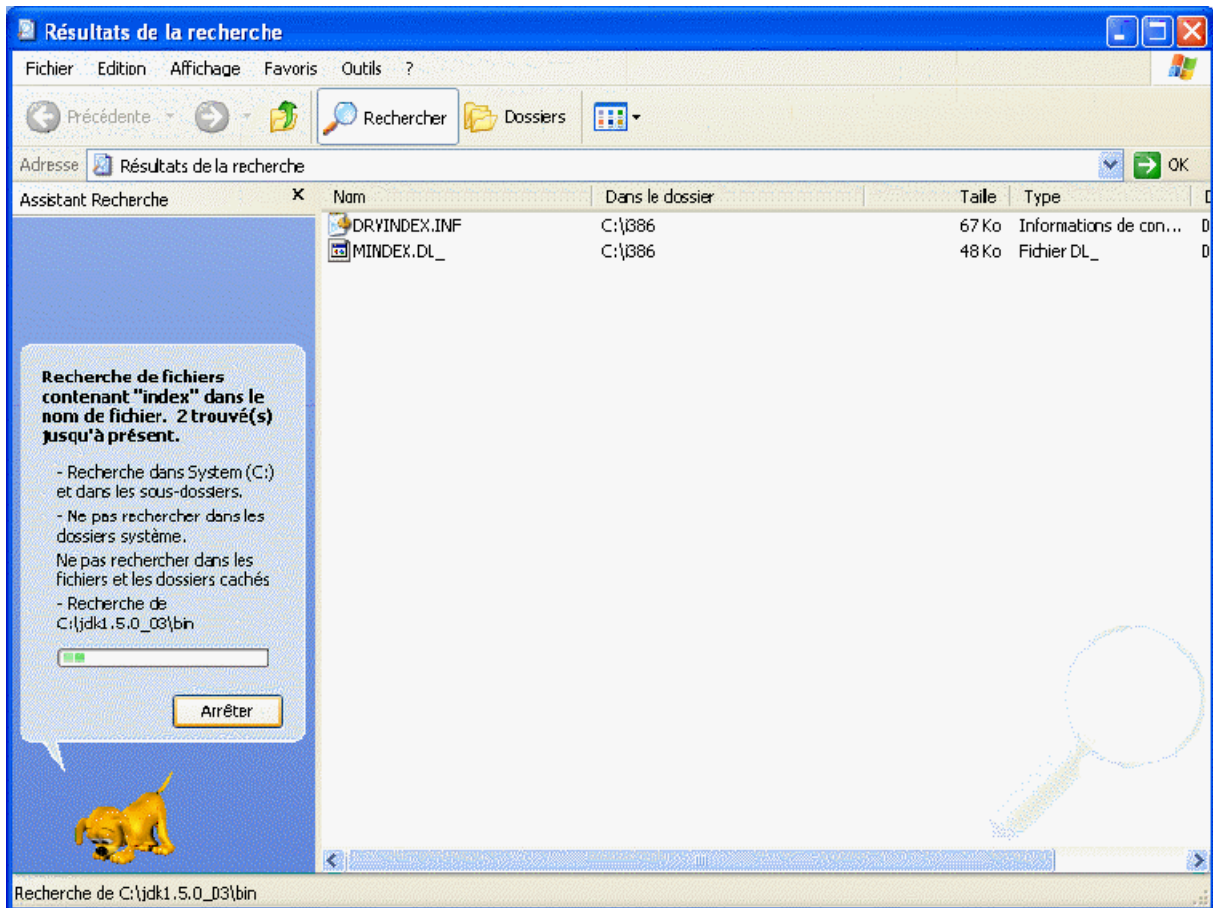 Résultats de la recherche
Fichier Edition Affichage Favoris Outils ?
Précédente Rechercher Dossiers
Adresse Résultats de la recherche OK
Assistant Recherche X
Nom Dans le dossier Taille Type D
DRVINDEX.INF C:\i386 67 Ko Informations de con... D
MINDEX.DL_ C:\i386 48 Ko Fichier DL_ D
Recherche de fichiers
contenant "index" dans le
nom de fichier. 2 trouvé(s)
jusqu'à présent.
- Recherche dans System (C:)
et dans les sous-dossiers.
- Ne pas rechercher dans les
dossiers système.
Ne pas rechercher dans les
fichiers et les dossiers cachés
- Recherche de
C:\jdk1.5.0_03\bin
Arrêter
Recherche de C:\jdk1.5.0_03\bin